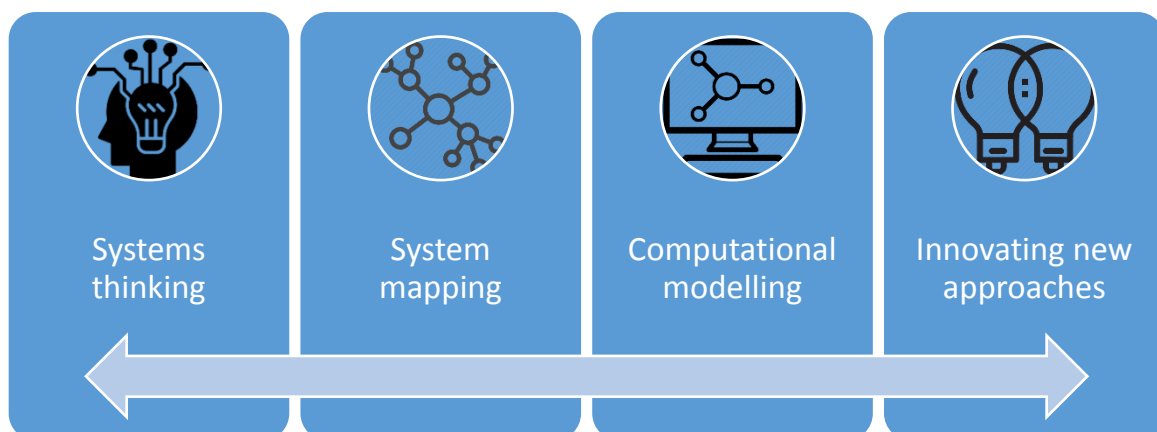 Systems
thinking
System
mapping
Computational
modelling
Innovating new
approaches